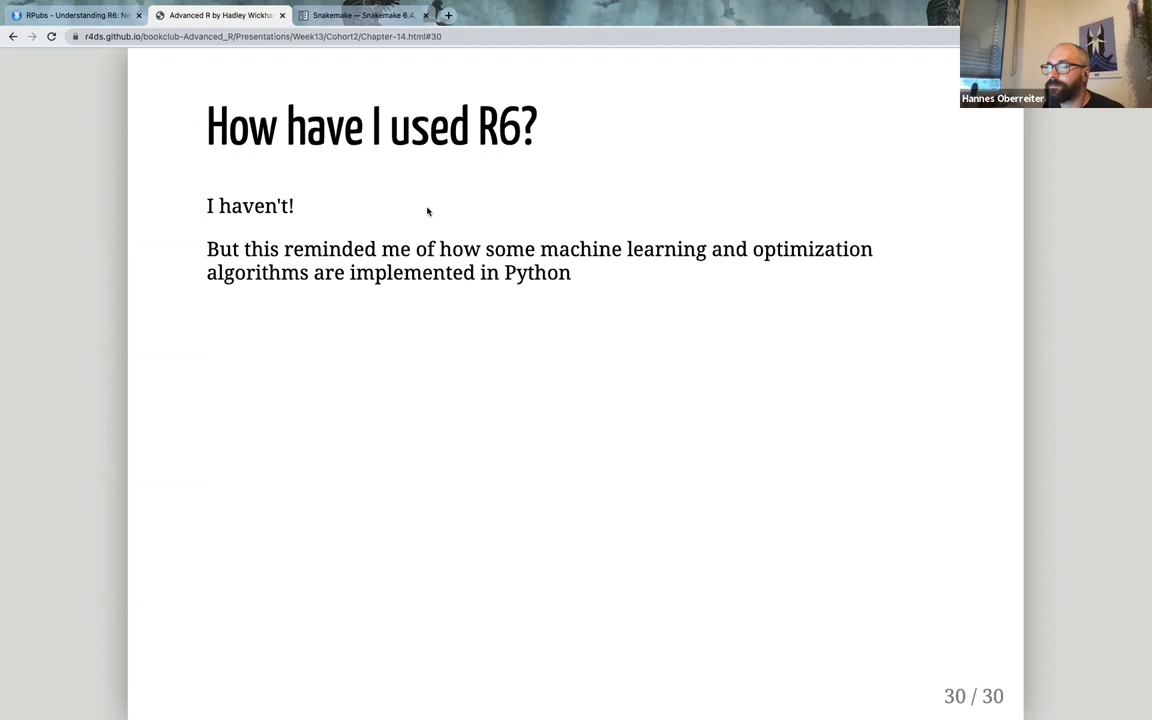 RPubs - Understanding R6: Ne
Advanced R by Hadley Wickha
Snakemake — Snakemake 6.4.
r4ds.github.io/bookclub-Advanced_R/Presentations/Week13/Cohort2/Chapter-14.html#30
Hannes Oberreiter
How have I used R6?
I haven't!
But this reminded me of how some machine learning and optimization
algorithms are implemented in Python
30 / 30